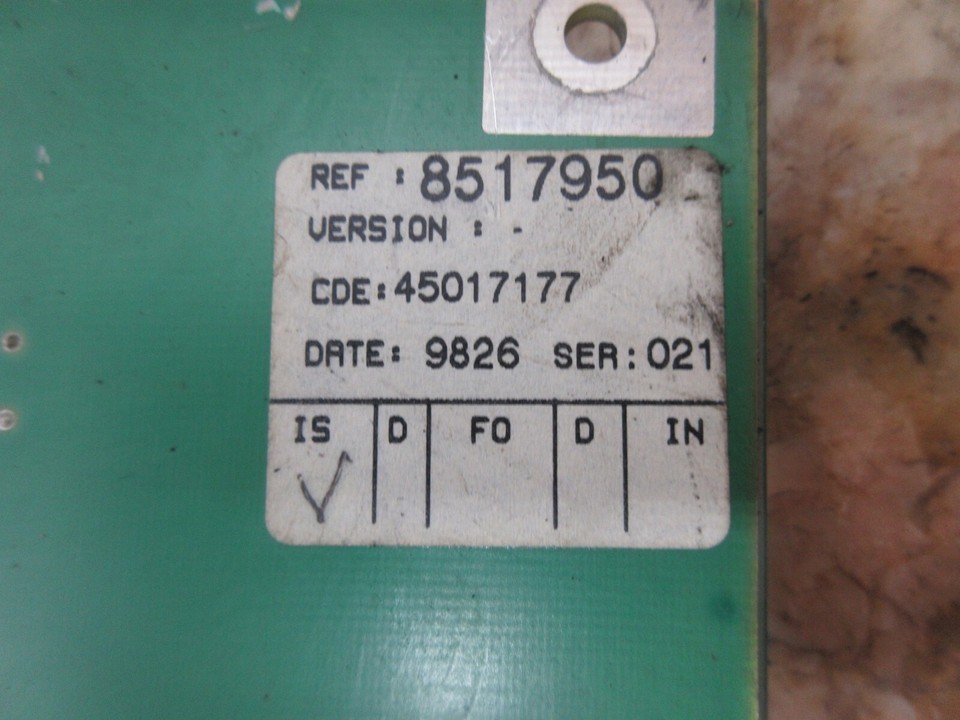 REF : 8517950
VERSION : -
CDE:45017177
DATE: 9826 SER:021
IS D FO D IN